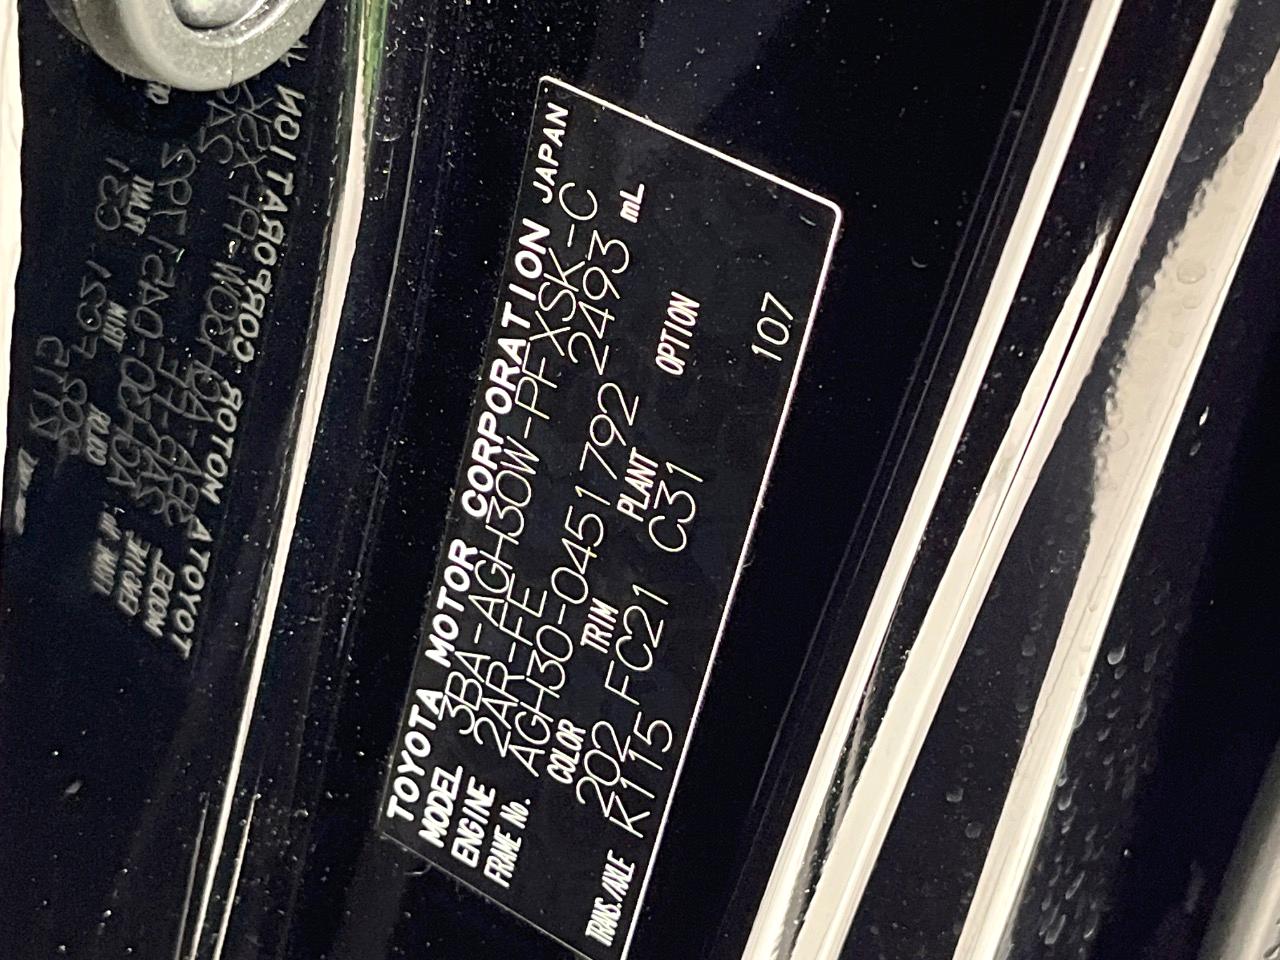 TOYOTA MOTOR CORPORATION JAPAN
MODEL 3BA-AGH30W-PFXSK-C
ENGINE 2AR-FE 2493 mL
FRAME No. AGH30-0451792
COLOR TRIM PLANT OPTION
202 FC21 C31
TRANS./AXLE K115 107